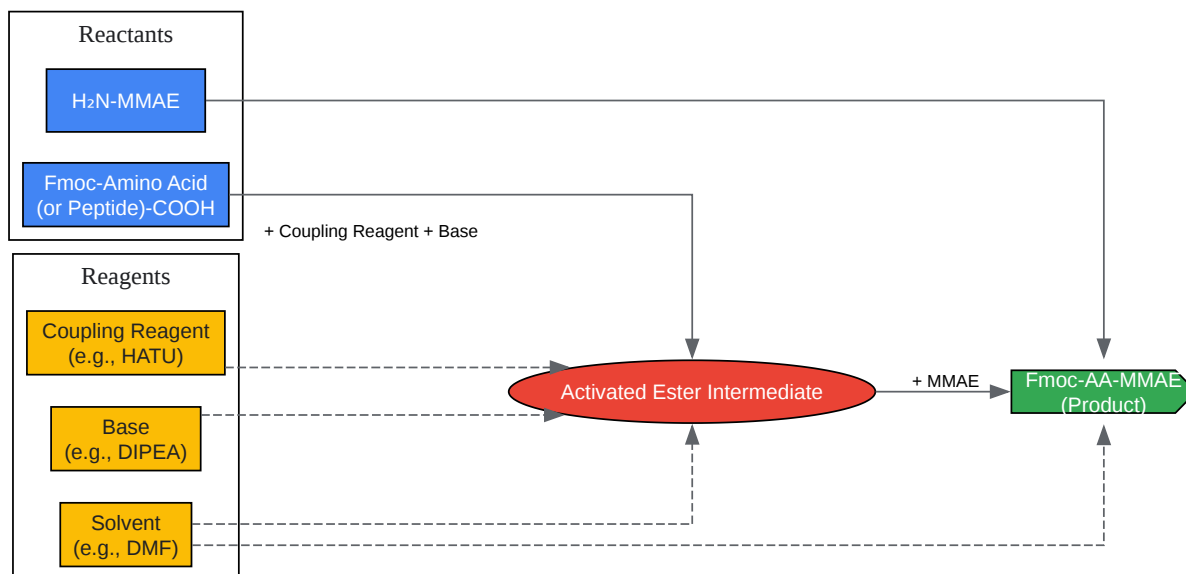 Reactants
H₂N-MMAE
Fmoc-Amino Acid
(or Peptide)-COOH
+ Coupling Reagent + Base
Reagents
Coupling Reagent
(e.g., HATU)
Base
(e.g., DIPEA)
Solvent
(e.g., DMF)
Activated Ester Intermediate
+ MMAE
Fmoc-AA-MMAE
(Product)